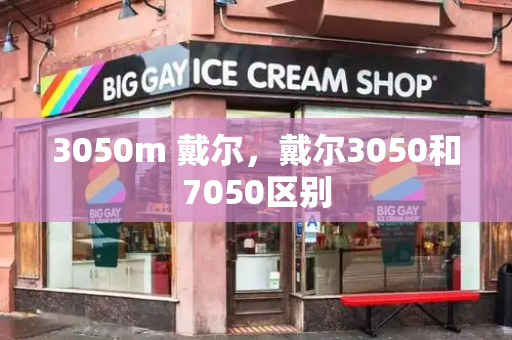 BIG GAY ICE CREAM SHOP
3050m 戴尔，戴尔3050和
7050区别
BIG GAY
ICE CREAM
SHOP
BIG GAY
ICE CREAM
SHOP